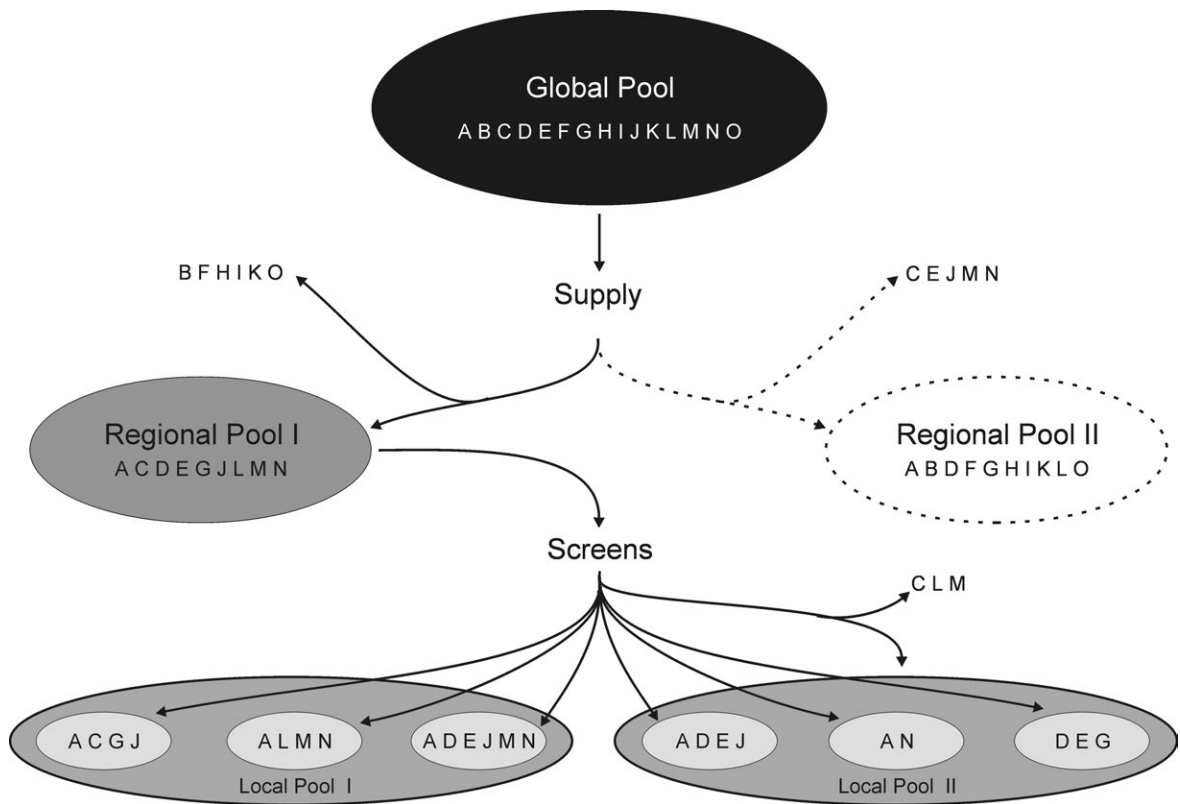 Global Pool
A B C D E F G H I J K L M N O
B F H I K O
Supply
C E J M N
Regional Pool I
A C D E G J L M N
Regional Pool II
A B D F G H I K L O
Screens
C L M
A C G J
A L M N
A D E J M N
Local Pool I
A D E J
A N
D E G
Local Pool II